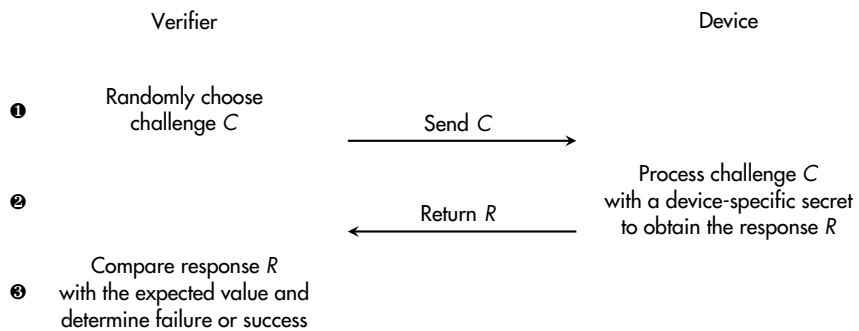 Verifier
Device
❶
Randomly choose
challenge C
Send C
Process challenge C
with a device-specific secret
to obtain the response R
❷
Return R
❸
Compare response R
with the expected value and
determine failure or success